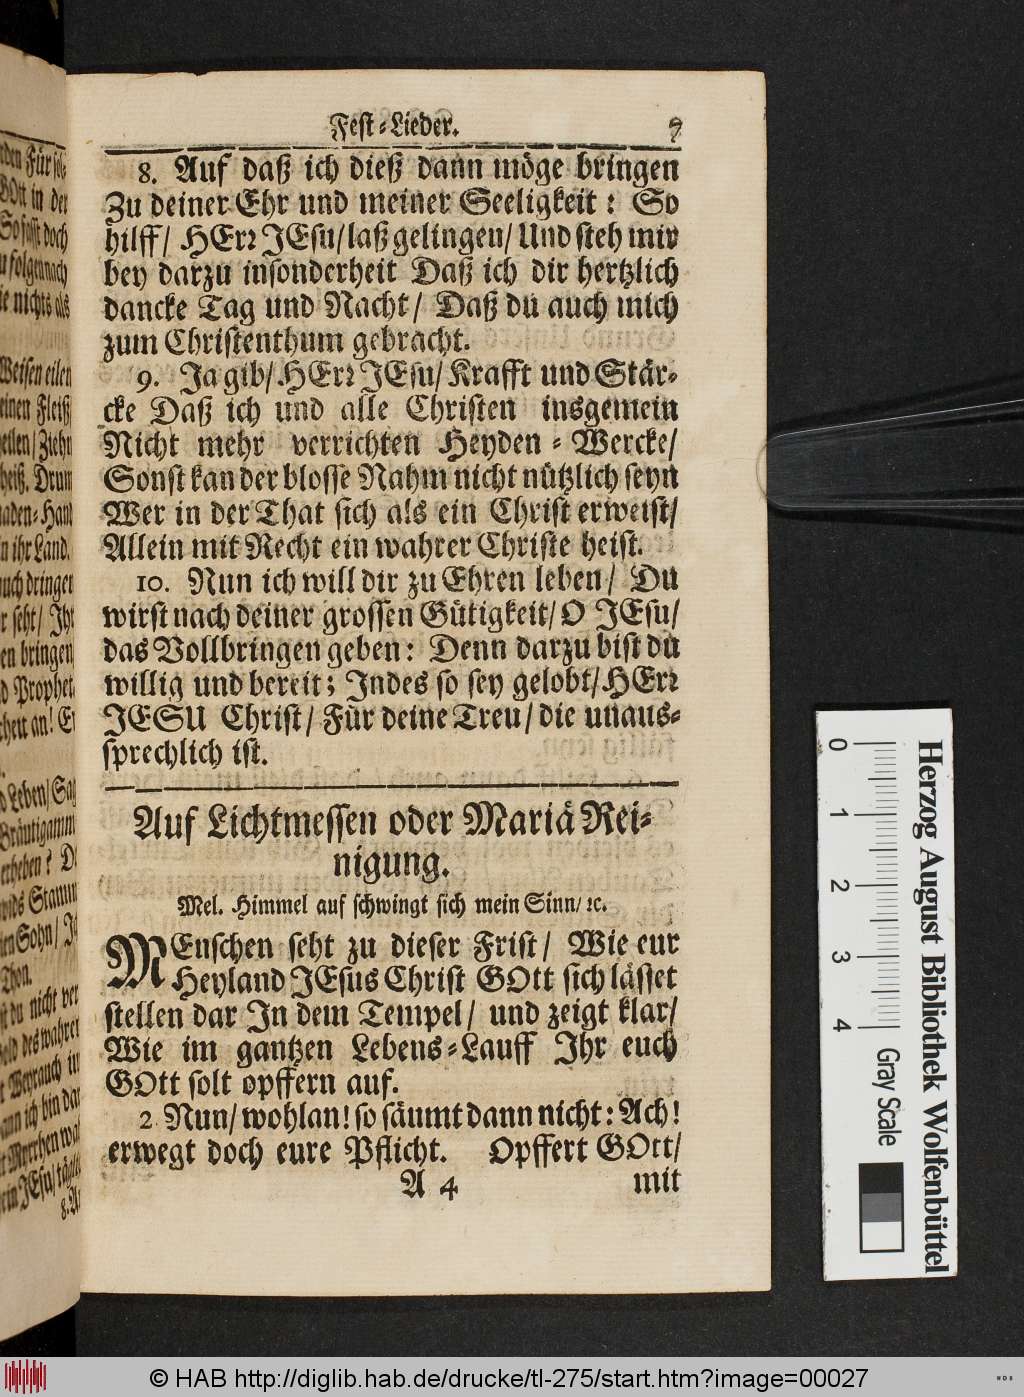 Fest-Lieder. 7
8. Auf daß ich dieß dann möge bringen
Zu deiner Ehr und meiner Seeligkeit: So
hilff/ HErr JEsu/laß gelingen/Und steh mir
bey darzu insonderheit Daß ich dir hertzlich
dancke Tag und Nacht/ Daß du auch mich
zum Christenthum gebracht.
9. Ja gib/HErr JEsu/Krafft und Stär-
cke Daß ich und alle Christen insgemein
Nicht mehr verrichten Heyden-Wercke/
Sonst kan der blosse Nahm nicht nützlich seyn
Wer in der That sich als ein Christ erweist/
Allein mit Recht ein wahrer Christe heist.
10. Nun ich will dir zu Ehren leben/ Du
wirst nach deiner grossen Gütigkeit/O JEsu/
das Vollbringen geben: Denn darzu bist du
willig und bereit; Indes so sey gelobt/HErr
JESU Christ/ Für deine Treu/die unaus-
sprechlich ist.
Auf Lichtmessen oder Mariä Rei-
nigung.
Mel. Himmel auf schwingt sich mein Sinn/ꝛc.
MEnschen seht zu dieser Frist/ Wie eur
Heyland JEsus Christ GOtt sich lässet
stellen dar In dem Tempel/ und zeigt klar/
Wie im gantzen Lebens-Lauff Ihr euch
GOtt solt opffern auf.
2 Nun/wohlan! so säumt dann nicht: Ach!
erwegt doch eure Pflicht. Opffert GOtt/
A 4 mit
0 1 2 3 4
Gray Scale
Herzog August Bibliothek Wolfenbüttel
© HAB http://diglib.hab.de/drucke/tl-275/start.htm?image=00027